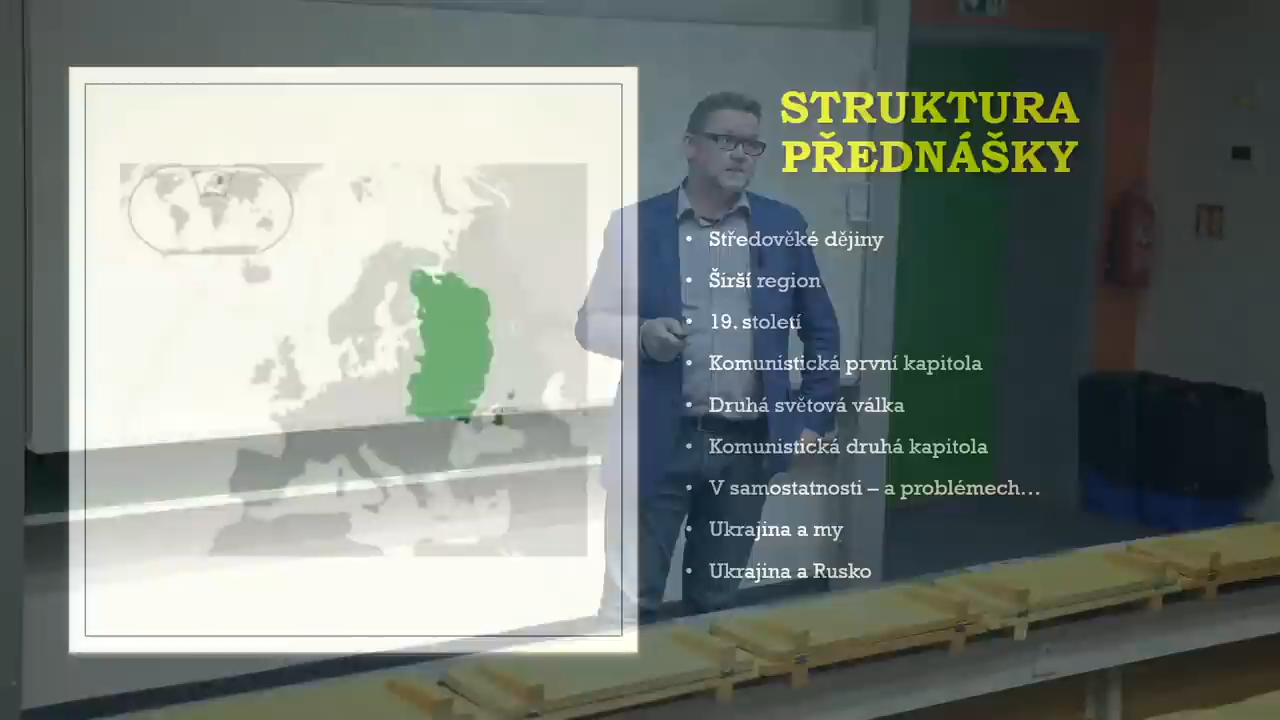 STRUKTURA
PŘEDNÁŠKY
• Středověké dějiny
• Širší region
• 19. století
• Komunistická první kapitola
• Druhá světová válka
• Komunistická druhá kapitola
• V samostatnosti – a problémech…
• Ukrajina a my
• Ukrajina a Rusko